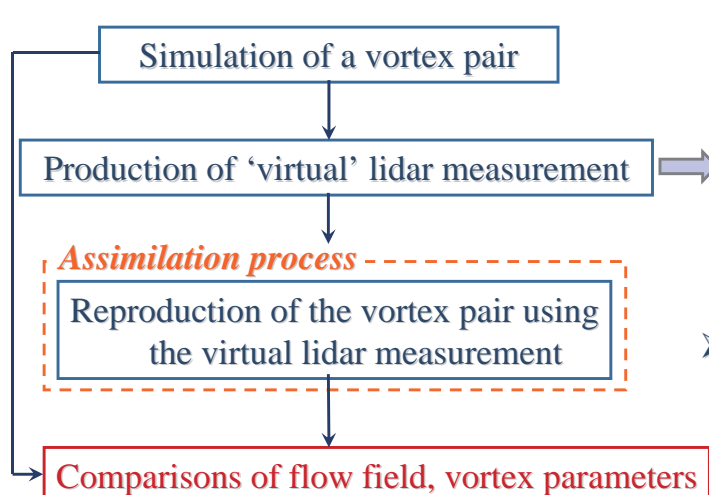 Simulation of a vortex pair
Production of ‘virtual’ lidar measurement
Assimilation process
Reproduction of the vortex pair using
the virtual lidar measurement
Comparisons of flow field, vortex parameters